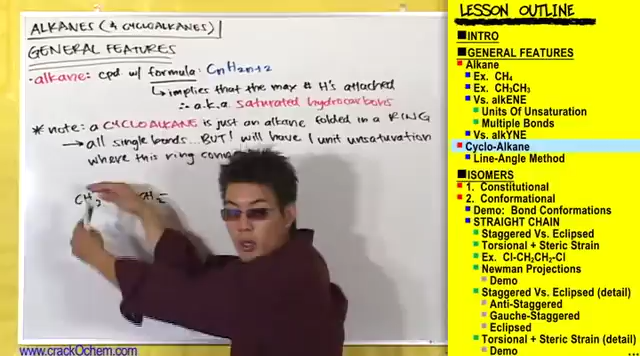 ALKANES (& CYCLOALKANES)
GENERAL FEATURES
• alkane: cpd w/ formula: CnH2n+2
↳ implies that the max # H's attached
∴ a.k.a. saturated hydrocarbons
* note: a CYCLOALKANE is just an alkane folded in a RING
→ all single bonds... BUT! will have 1 unit unsaturation
where this ring
CH2
www.crackOchem.com
LESSON OUTLINE
INTRO
GENERAL FEATURES
Alkane
Ex. CH4
Ex. CH3CH3
Vs. alkENE
Units Of Unsaturation
Multiple Bonds
Vs. alkYNE
Cyclo-Alkane
Line-Angle Method
ISOMERS
1. Constitutional
2. Conformational
Demo: Bond Conformations
STRAIGHT CHAIN
Staggered Vs. Eclipsed
Torsional + Steric Strain
Ex. Cl-CH2CH2-Cl
Newman Projections
Demo
Staggered Vs. Eclipsed (detail)
Anti-Staggered
Gauche-Staggered
Eclipsed
Torsional + Steric Strain (detail)
Demo